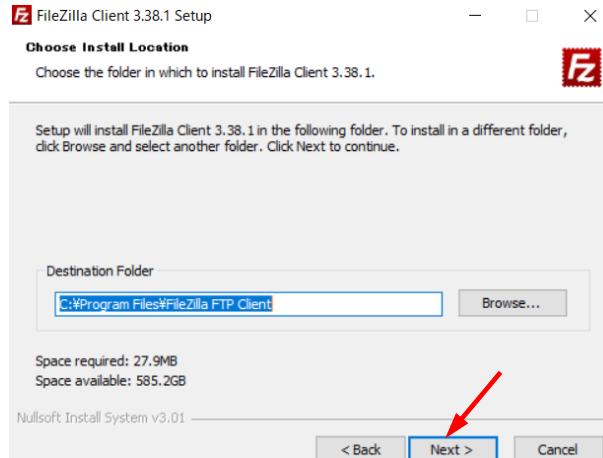 FileZilla Client 3.38.1 Setup
Choose Install Location
Choose the folder in which to install FileZilla Client 3.38.1.
Fz
Setup will install FileZilla Client 3.38.1 in the following folder. To install in a different folder,
click Browse and select another folder. Click Next to continue.
Destination Folder
C:¥Program Files¥FileZilla FTP Client
Browse...
Space required: 27.9MB
Space available: 585.2GB
Nullsoft Install System v3.01
< Back
Next >
Cancel